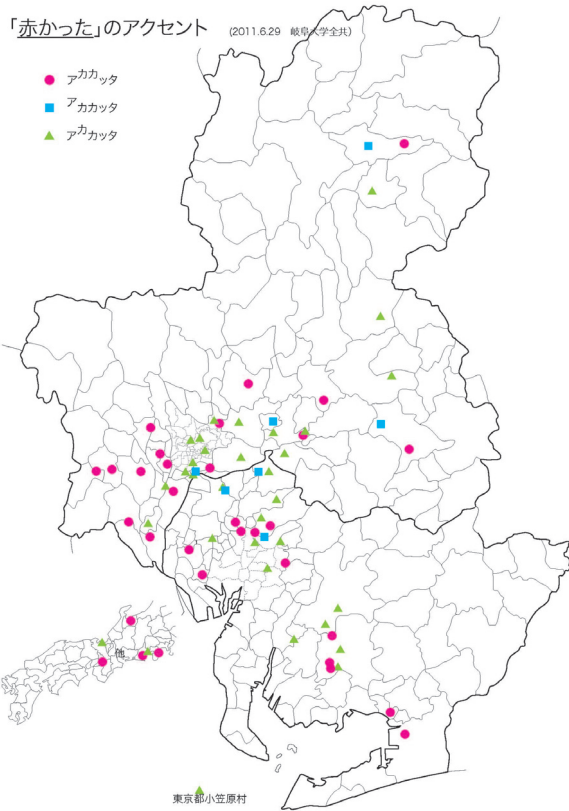 「赤かった」のアクセント
(2011.6.29 岐阜大学全共)
アカカッタ
アカカッタ
アカカッタ
他
東京都小笠原村